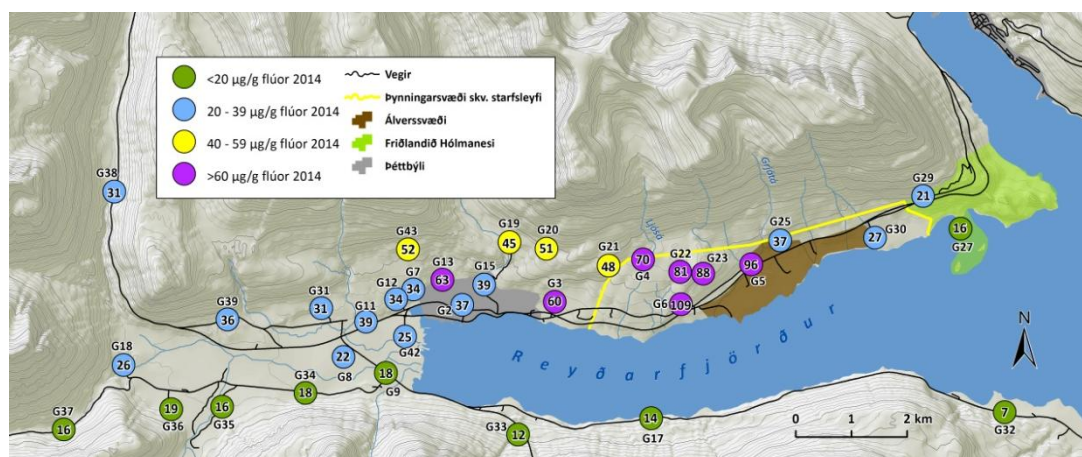 <20 µg/g flúor 2014
20 - 39 µg/g flúor 2014
40 - 59 µg/g flúor 2014
>60 µg/g flúor 2014
Vegir
Þynningarsvæði skv. starfsleyfi
Álverssvæði
Friðlandið Hólmanesi
Þéttbýli
G38
31
G29
21
16
G27
G43
52
G19
45
G20
51
Ljósá
Grjótá
G25
37
27
G30
G21
48
70
G4
G22
81
G23
88
96
G5
G13
63
G15
39
G7
34
G12
34
G2
37
G3
60
G6
109
G39
36
G31
31
G11
39
25
G42
G18
26
22
G8
18
G9
G34
18
G37
16
19
G36
16
G35
G33
12
14
G17
7
G32
Reyðarfjörður
N
0 1 2 km